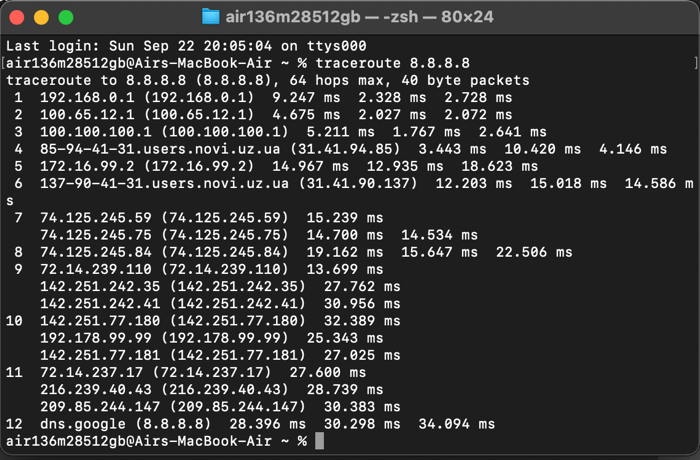 air136m28512gb — -zsh — 80×24
Last login: Sun Sep 22 20:05:04 on ttys000
[air136m28512gb@Airs-MacBook-Air ~ % traceroute 8.8.8.8 ]
traceroute to 8.8.8.8 (8.8.8.8), 64 hops max, 40 byte packets
 1  192.168.0.1 (192.168.0.1)  9.247 ms  2.328 ms  2.728 ms
 2  100.65.12.1 (100.65.12.1)  4.675 ms  2.027 ms  2.072 ms
 3  100.100.100.1 (100.100.100.1)  5.211 ms  1.767 ms  2.641 ms
 4  85-94-41-31.users.novi.uz.ua (31.41.94.85)  3.443 ms  10.420 ms  4.146 ms
 5  172.16.99.2 (172.16.99.2)  14.967 ms  12.935 ms  18.623 ms
 6  137-90-41-31.users.novi.uz.ua (31.41.90.137)  12.203 ms  15.018 ms  14.586 m
s
 7  74.125.245.59 (74.125.245.59)  15.239 ms
    74.125.245.75 (74.125.245.75)  14.700 ms  14.534 ms
 8  74.125.245.84 (74.125.245.84)  19.162 ms  15.647 ms  22.506 ms
 9  72.14.239.110 (72.14.239.110)  13.699 ms
    142.251.242.35 (142.251.242.35)  27.762 ms
    142.251.242.41 (142.251.242.41)  30.956 ms
10  142.251.77.180 (142.251.77.180)  32.389 ms
    192.178.99.99 (192.178.99.99)  25.343 ms
    142.251.77.181 (142.251.77.181)  27.025 ms
11  72.14.237.17 (72.14.237.17)  27.600 ms
    216.239.40.43 (216.239.40.43)  28.739 ms
    209.85.244.147 (209.85.244.147)  30.383 ms
12  dns.google (8.8.8.8)  28.396 ms  30.298 ms  34.094 ms
air136m28512gb@Airs-MacBook-Air ~ %